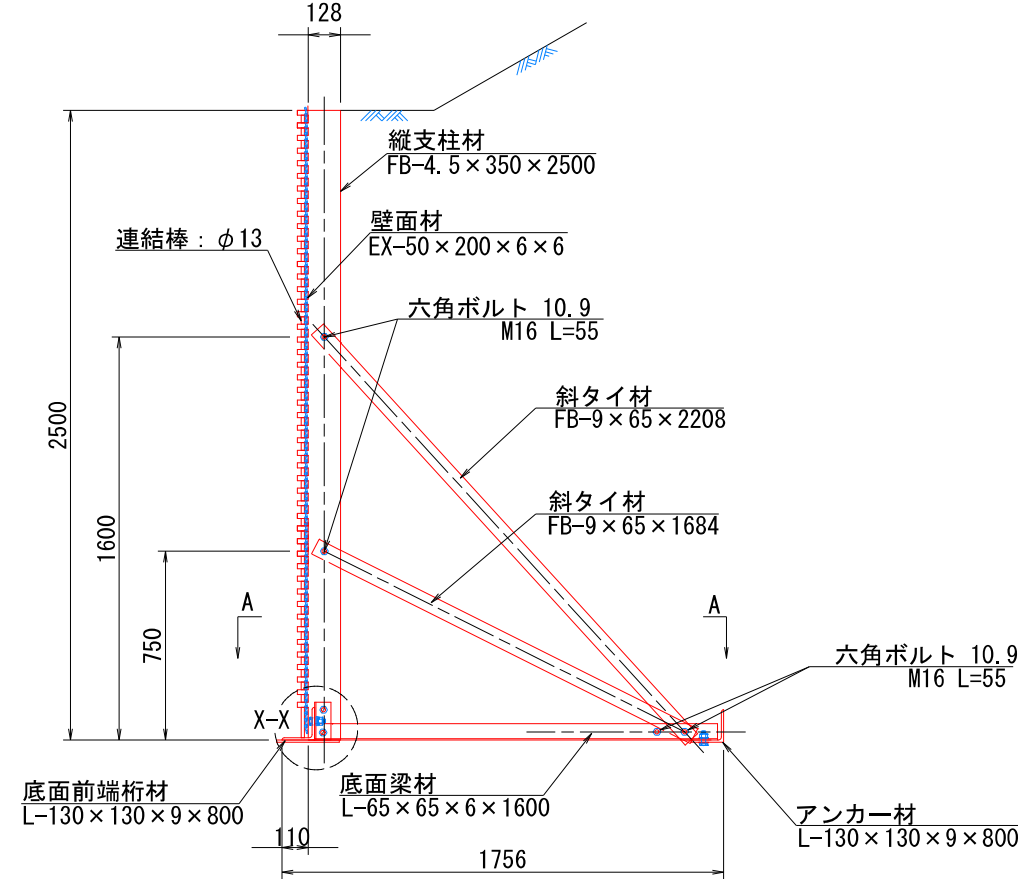 128
縦支柱材
FB-4.5×350×2500
壁面材
EX-50×200×6×6
連結棒：φ13
六角ボルト 10.9
M16 L=55
斜タイ材
FB-9×65×2208
斜タイ材
FB-9×65×1684
2500
1600
750
A
A
六角ボルト 10.9
M16 L=55
X-X
底面前端桁材
L-130×130×9×800
底面梁材
L-65×65×6×1600
アンカー材
L-130×130×9×800
110
1756